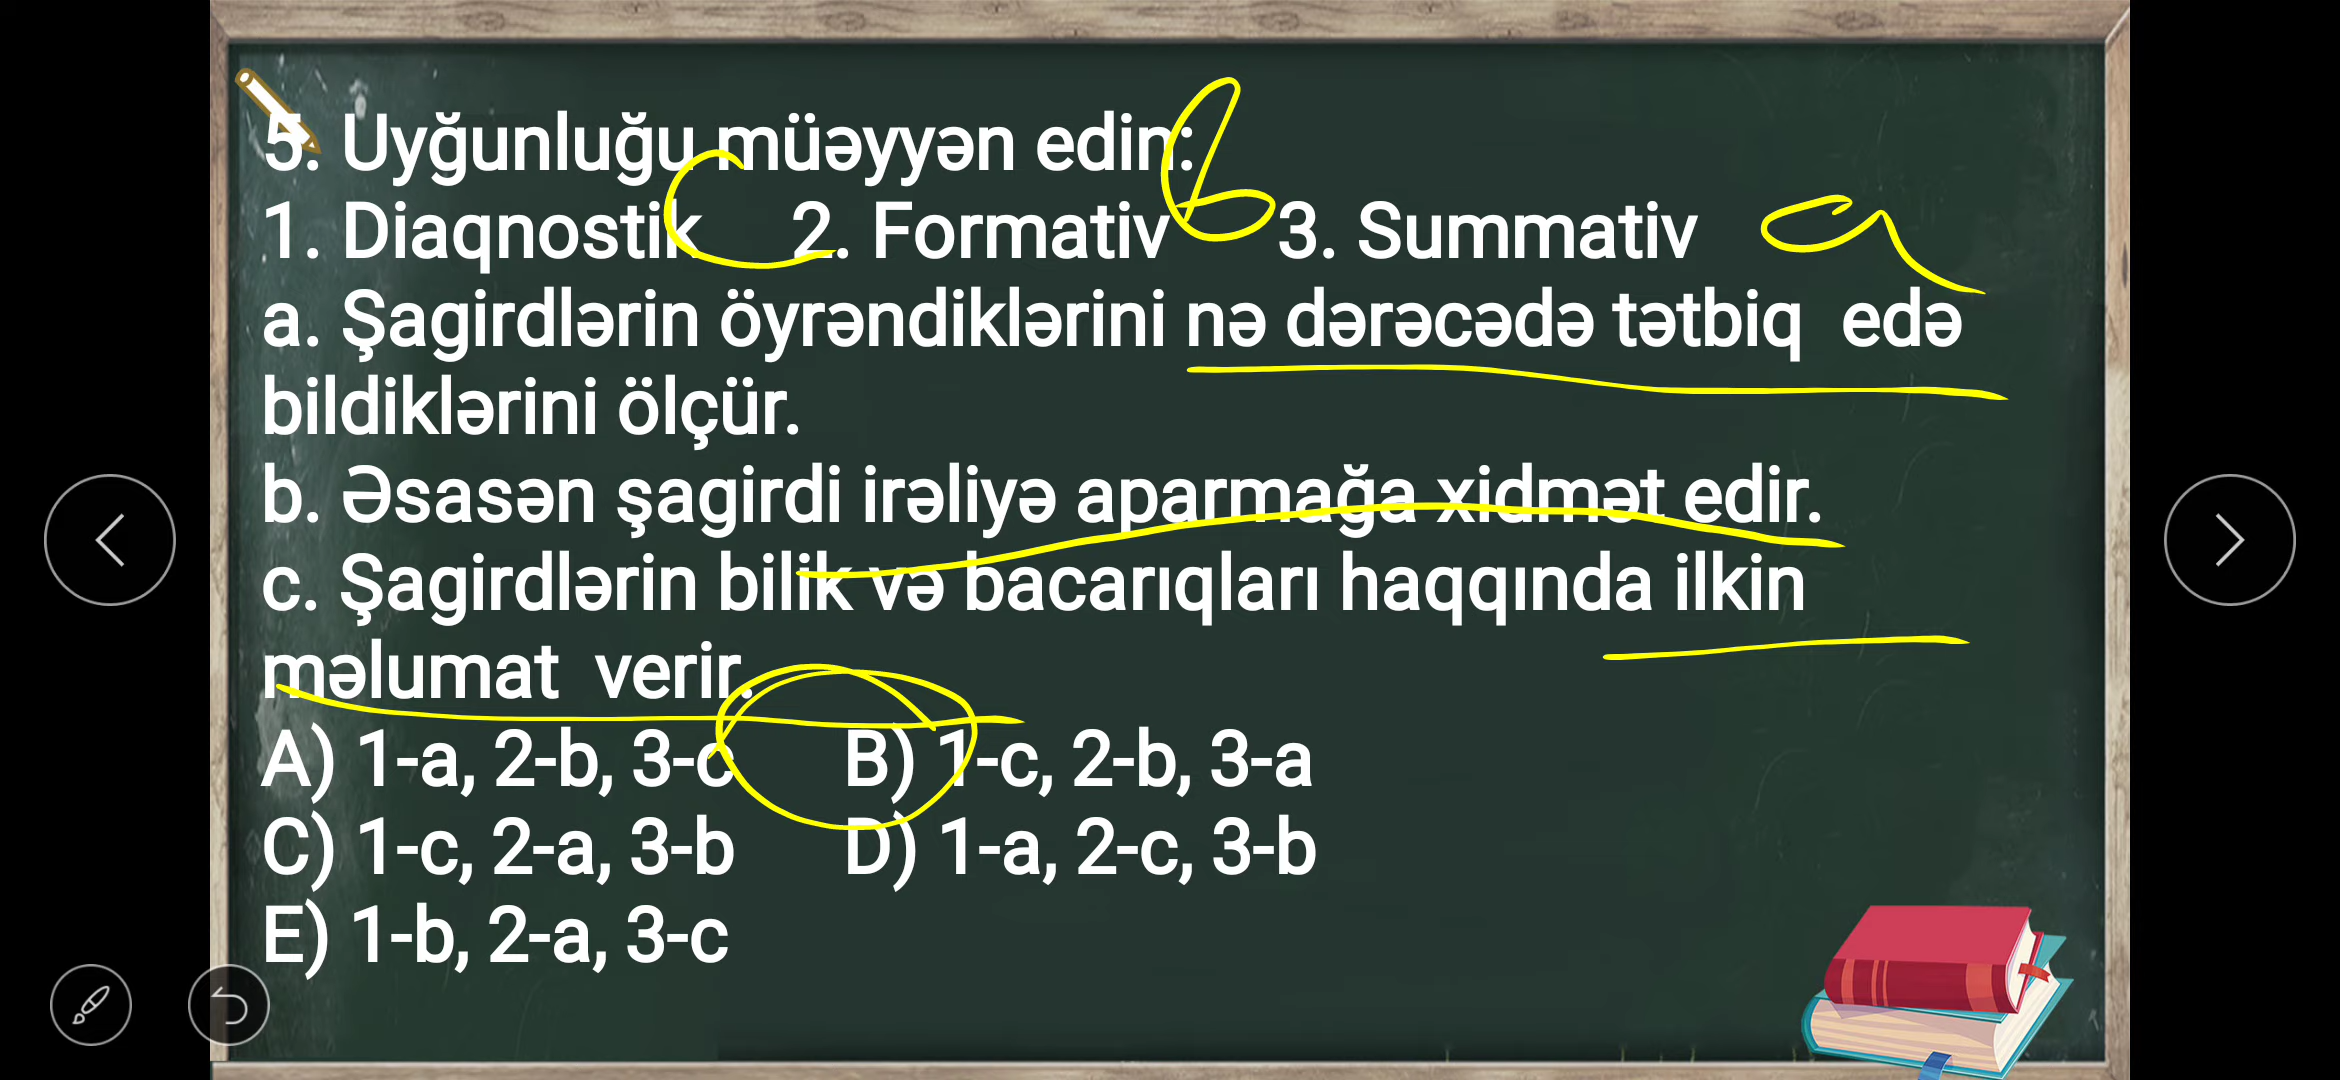 5. Uyğunluğu müəyyən edin:
1. Diaqnostik c 2. Formativ b 3. Summativ a
a. Şagirdlərin öyrəndiklərini nə dərəcədə tətbiq edə
bildiklərini ölçür.
b. Əsasən şagirdi irəliyə aparmağa xidmət edir.
c. Şagirdlərin bilik və bacarıqları haqqında ilkin
məlumat verir.
A) 1-a, 2-b, 3-c B) 1-c, 2-b, 3-a
C) 1-c, 2-a, 3-b D) 1-a, 2-c, 3-b
E) 1-b, 2-a, 3-c